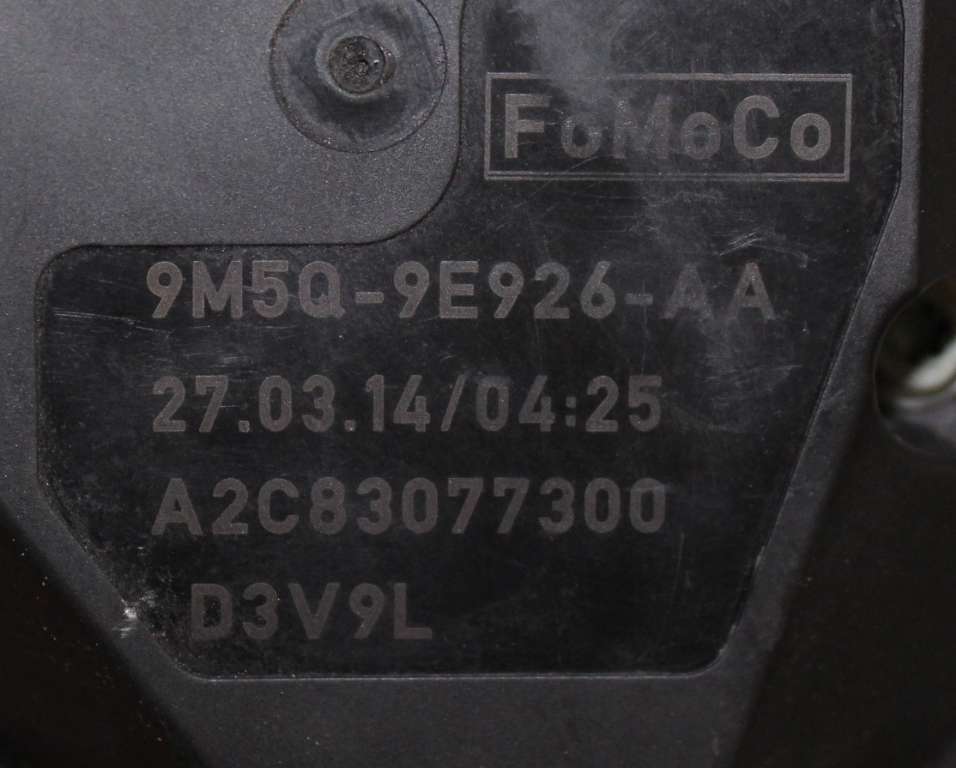 FoMoCo
9M5Q-9E926-AA
27.03.14/04:25
A2C83077300
D3V9L